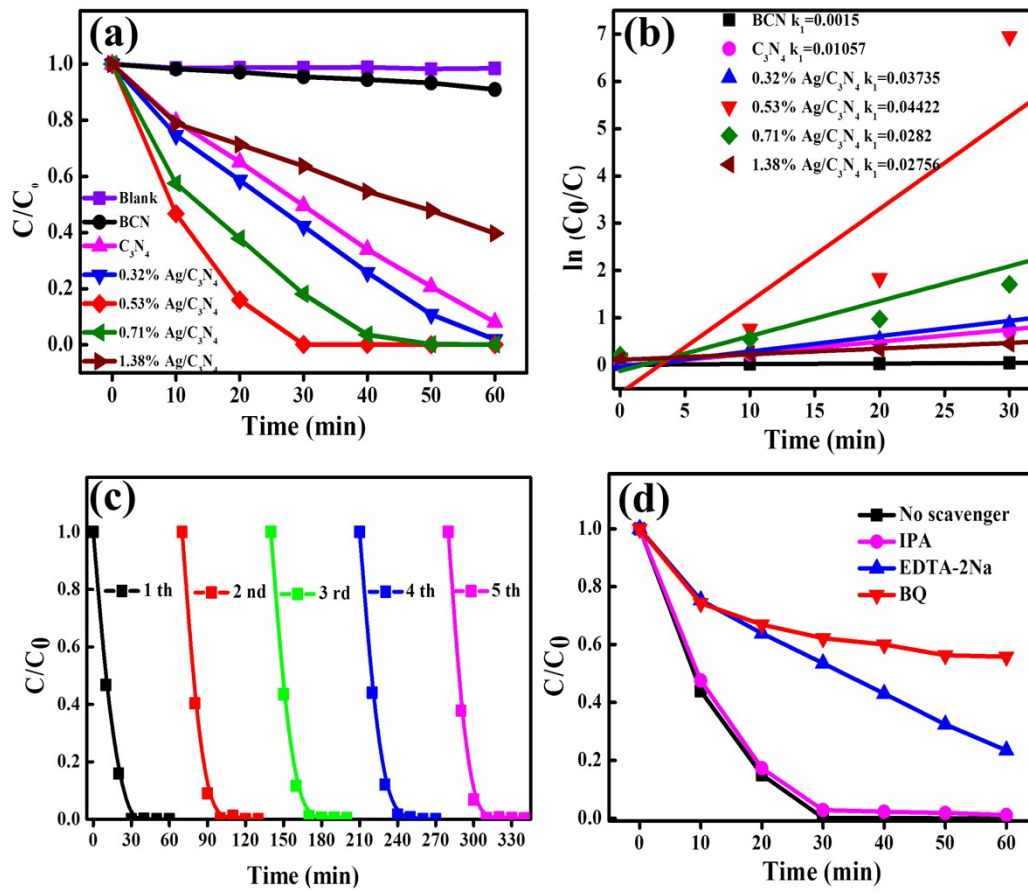 (a)
1.0
0.8
0.6
0.4
0.2
0.0
C/C₀
Blank
BCN
C₃N₄
0.32% Ag/C₃N₄
0.53% Ag/C₃N₄
0.71% Ag/C₃N₄
1.38% Ag/C₃N₄
0 10 20 30 40 50 60
Time (min)
(b)
7
6
5
4
3
2
1
0
ln (C0/C)
BCN k₁=0.0015
C₃N₄ k₁=0.01057
0.32% Ag/C₃N₄ k₁=0.03735
0.53% Ag/C₃N₄ k₁=0.04422
0.71% Ag/C₃N₄ k₁=0.0282
1.38% Ag/C₃N₄ k₁=0.02756
0 5 10 15 20 25 30
Time (min)
(c)
1.0
0.8
0.6
0.4
0.2
0.0
C/C0
1 th 2 nd 3 rd 4 th 5 th
0 30 60 90 120 150 180 210 240 270 300 330
Time (min)
(d)
1.0
0.8
0.6
0.4
0.2
0.0
C/C0
No scavenger
IPA
EDTA-2Na
BQ
0 10 20 30 40 50 60
Time (min)